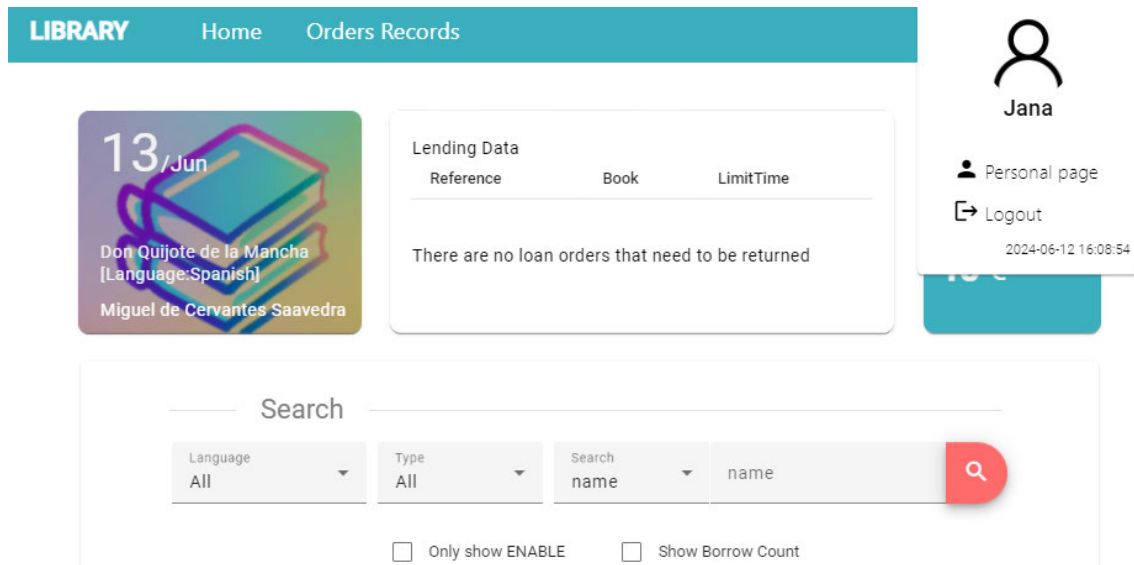 LIBRARY Home Orders Records
Jana
Personal page
Logout
2024-06-12 16:08:54
13/Jun
Don Quijote de la Mancha
[Language:Spanish]
Miguel de Cervantes Saavedra
Lending Data
Reference Book LimitTime
There are no loan orders that need to be returned
Search
Language
All
Type
All
Search
name
name
Only show ENABLE
Show Borrow Count